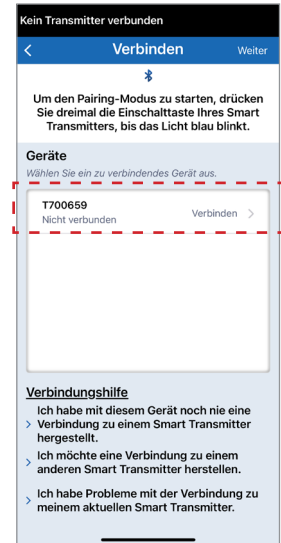 Kein Transmitter verbunden
Verbinden
Weiter
Um den Pairing-Modus zu starten, drücken
Sie dreimal die Einschalttaste Ihres Smart
Transmitters, bis das Licht blau blinkt.
Geräte
Wählen Sie ein zu verbindendes Gerät aus.
T700659
Nicht verbunden
Verbinden
Verbindungshilfe
Ich habe mit diesem Gerät noch nie eine
Verbindung zu einem Smart Transmitter
hergestellt.
Ich möchte eine Verbindung zu einem
anderen Smart Transmitter herstellen.
Ich habe Probleme mit der Verbindung zu
meinem aktuellen Smart Transmitter.